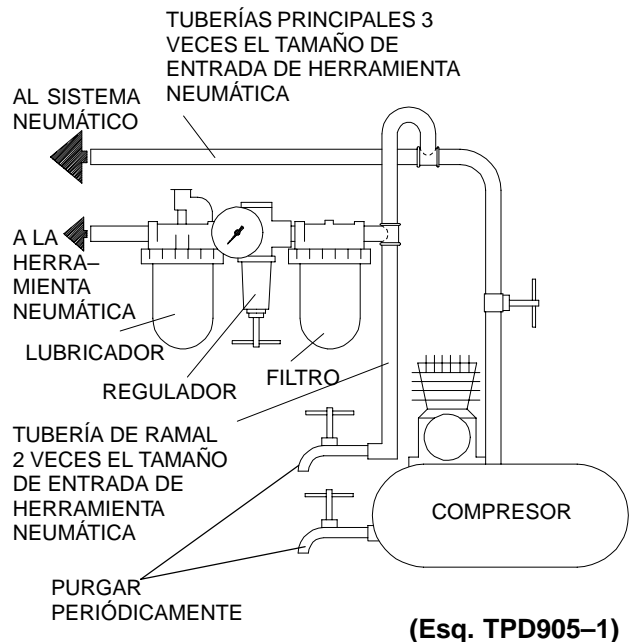 TUBERÍAS PRINCIPALES 3
VECES EL TAMAÑO DE
ENTRADA DE HERRAMIENTA
NEUMÁTICA
AL SISTEMA
NEUMÁTICO
A LA
HERRA–
MIENTA
NEUMÁTICA
LUBRICADOR
REGULADOR
FILTRO
TUBERÍA DE RAMAL
2 VECES EL TAMAÑO
DE ENTRADA DE
HERRAMIENTA
NEUMÁTICA
COMPRESOR
PURGAR
PERIÓDICAMENTE
(Esq. TPD905–1)